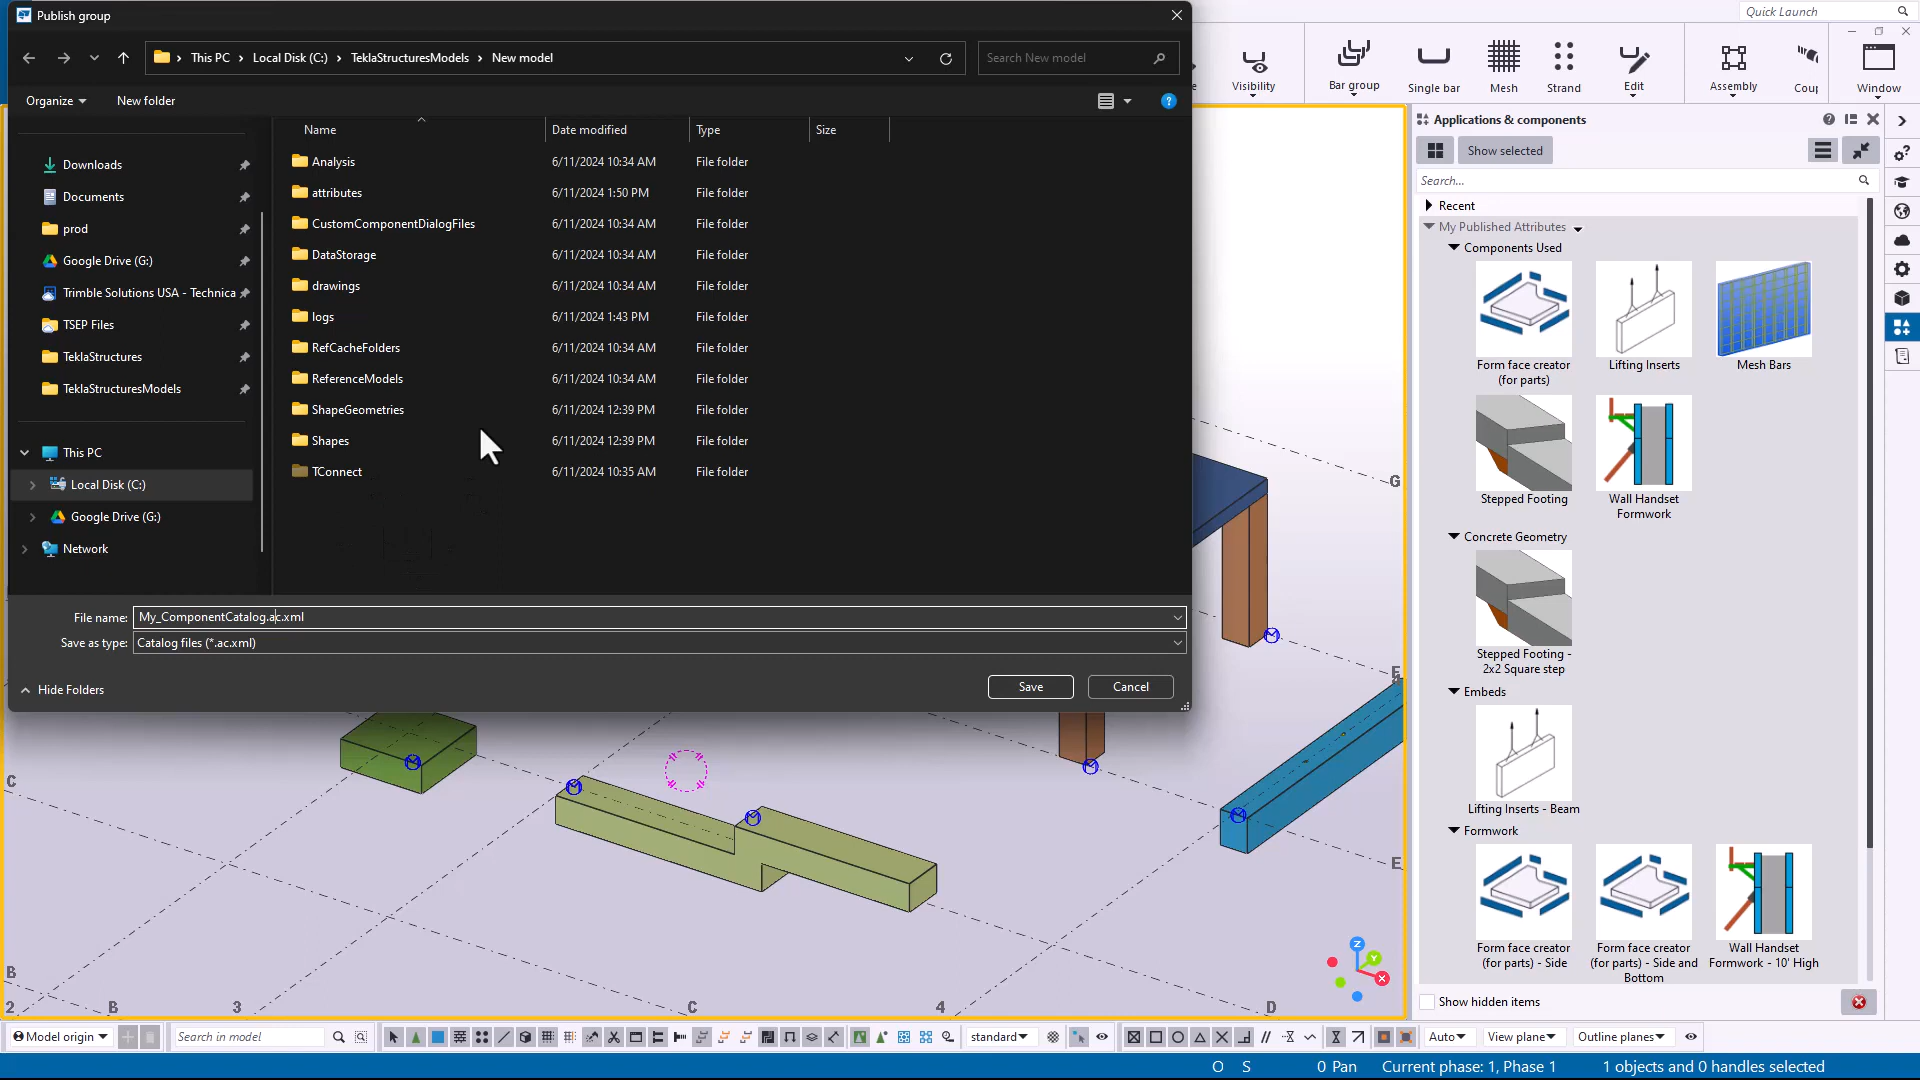 Publish group
This PC > Local Disk (C:) > TeklaStructuresModels > New model
Search New model
Organize
New folder
Name
Date modified
Type
Size
Downloads
Documents
prod
Google Drive (G:)
Trimble Solutions USA - Technica
TSEP Files
TeklaStructures
TeklaStructuresModels
This PC
Local Disk (C:)
Google Drive (G:)
Network
Analysis 6/11/2024 10:34 AM File folder
attributes 6/11/2024 1:50 PM File folder
CustomComponentDialogFiles 6/11/2024 10:34 AM File folder
DataStorage 6/11/2024 10:34 AM File folder
drawings 6/11/2024 10:34 AM File folder
logs 6/11/2024 1:43 PM File folder
RefCacheFolders 6/11/2024 10:34 AM File folder
ReferenceModels 6/11/2024 10:34 AM File folder
ShapeGeometries 6/11/2024 12:39 PM File folder
Shapes 6/11/2024 12:39 PM File folder
TConnect 6/11/2024 10:35 AM File folder
File name: My_ComponentCatalog.ac.xml
Save as type: Catalog files (*.ac.xml)
Hide Folders
Save
Cancel
Quick Launch
Visibility
Bar group
Single bar
Mesh
Strand
Edit
Assembly
Coup
Window
Applications & components
Show selected
Search...
Recent
My Published Attributes
Components Used
Form face creator
(for parts)
Lifting Inserts
Mesh Bars
Stepped Footing
Wall Handset
Formwork
Concrete Geometry
Stepped Footing -
2x2 Square step
Embeds
Lifting Inserts - Beam
Formwork
Form face creator
(for parts) - Side
Form face creator
(for parts) - Side and
Bottom
Wall Handset
Formwork - 10' High
Show hidden items
G
F
E
C
B
2
B
3
C
4
D
Z
Y
X
Model origin
Search in model
standard
Auto
View plane
Outline planes
O S
0 Pan
Current phase: 1, Phase 1
1 objects and 0 handles selected